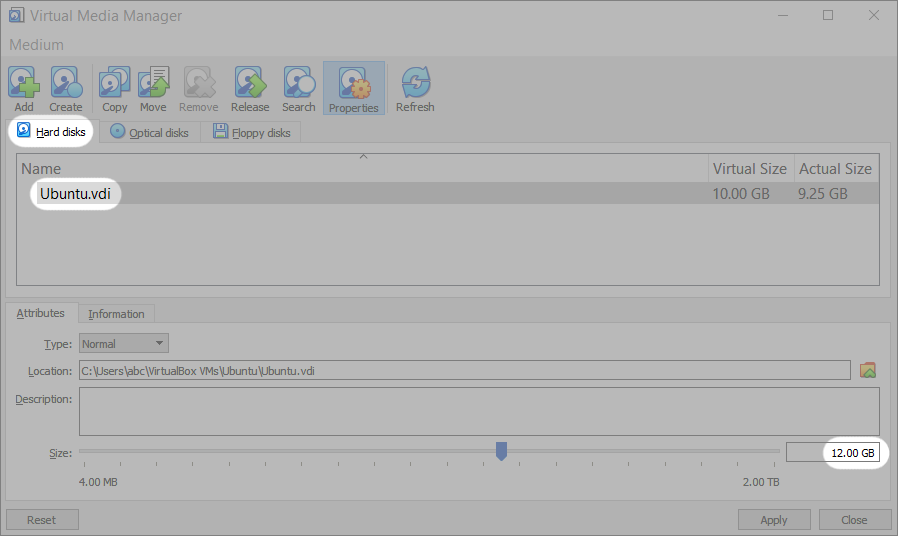 Virtual Media Manager
Medium
Add Create Copy Move Remove Release Search Properties Refresh
Hard disks Optical disks Floppy disks
Name Virtual Size Actual Size
Ubuntu.vdi 10.00 GB 9.25 GB
Attributes Information
Type: Normal
Location: C:\Users\abc\VirtualBox VMs\Ubuntu\Ubuntu.vdi
Description:
Size: 12.00 GB
4.00 MB 2.00 TB
Reset Apply Close